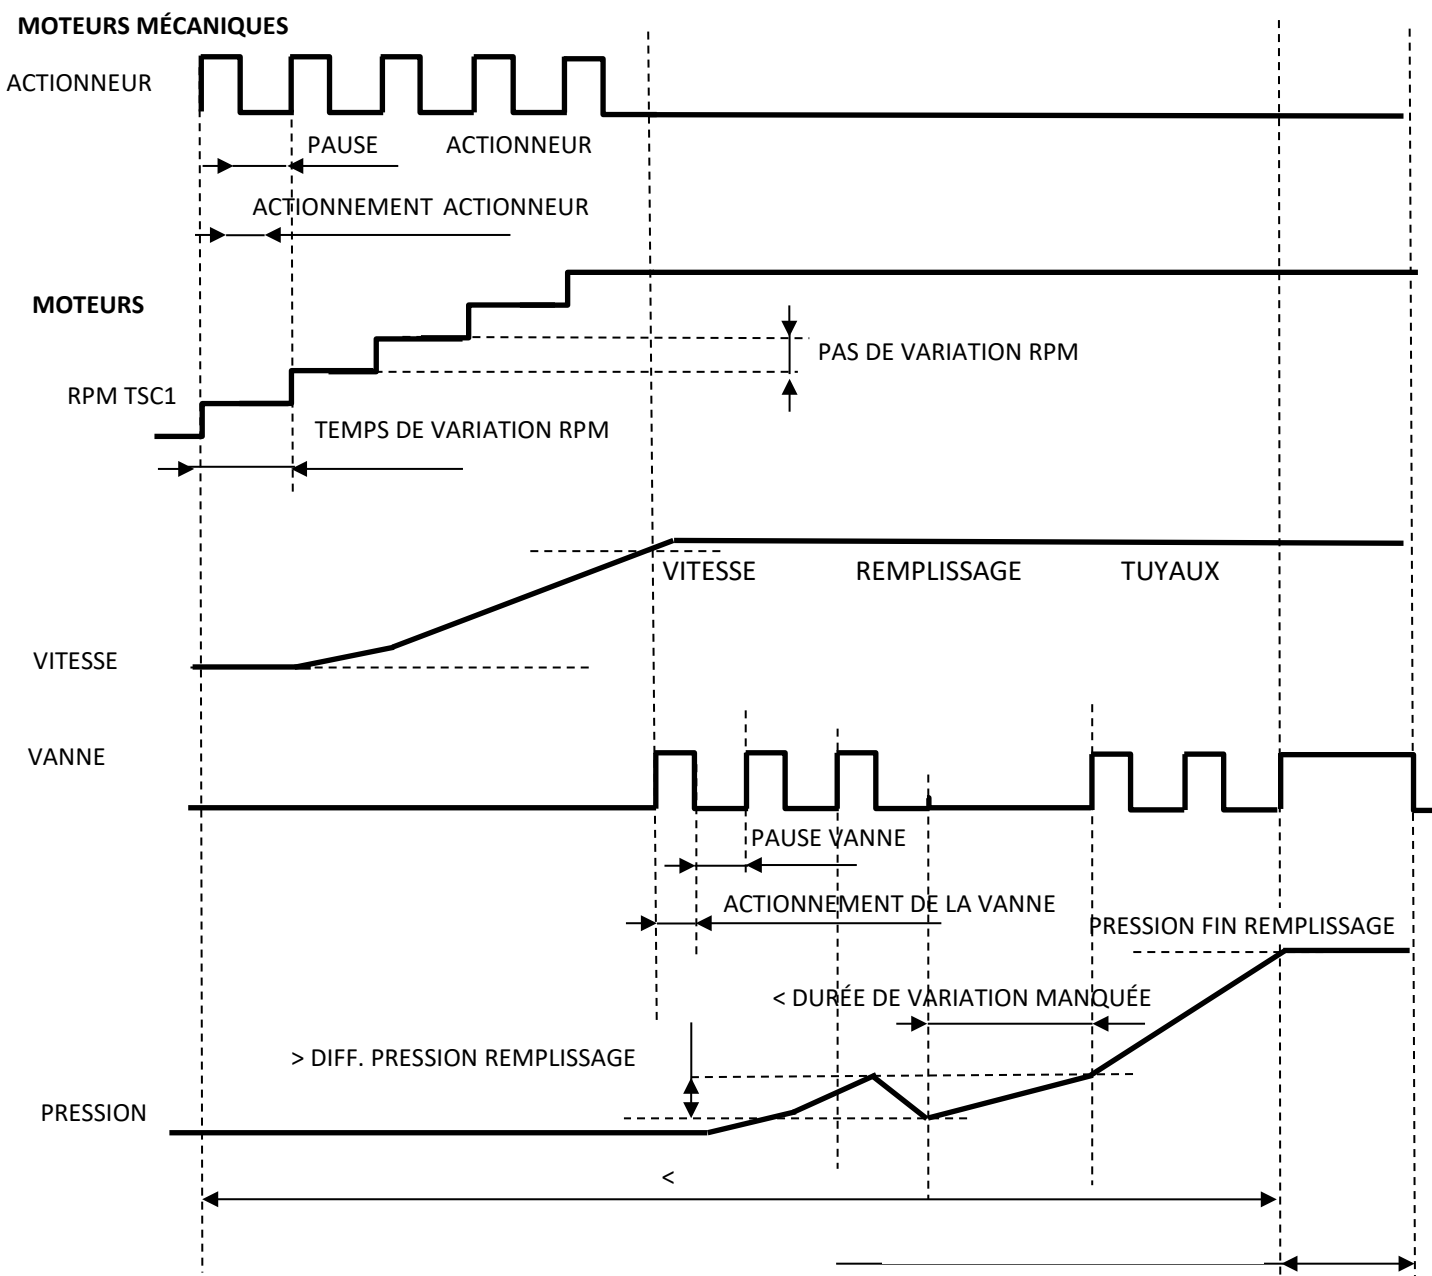 MOTEURS MÉCANIQUES
ACTIONNEUR
PAUSE ACTIONNEUR
ACTIONNEMENT ACTIONNEUR
MOTEURS
PAS DE VARIATION RPM
RPM TSC1
TEMPS DE VARIATION RPM
VITESSE REMPLISSAGE TUYAUX
VITESSE
VANNE
PAUSE VANNE
ACTIONNEMENT DE LA VANNE
PRESSION FIN REMPLISSAGE
< DURÉE DE VARIATION MANQUÉE
> DIFF. PRESSION REMPLISSAGE
PRESSION
<